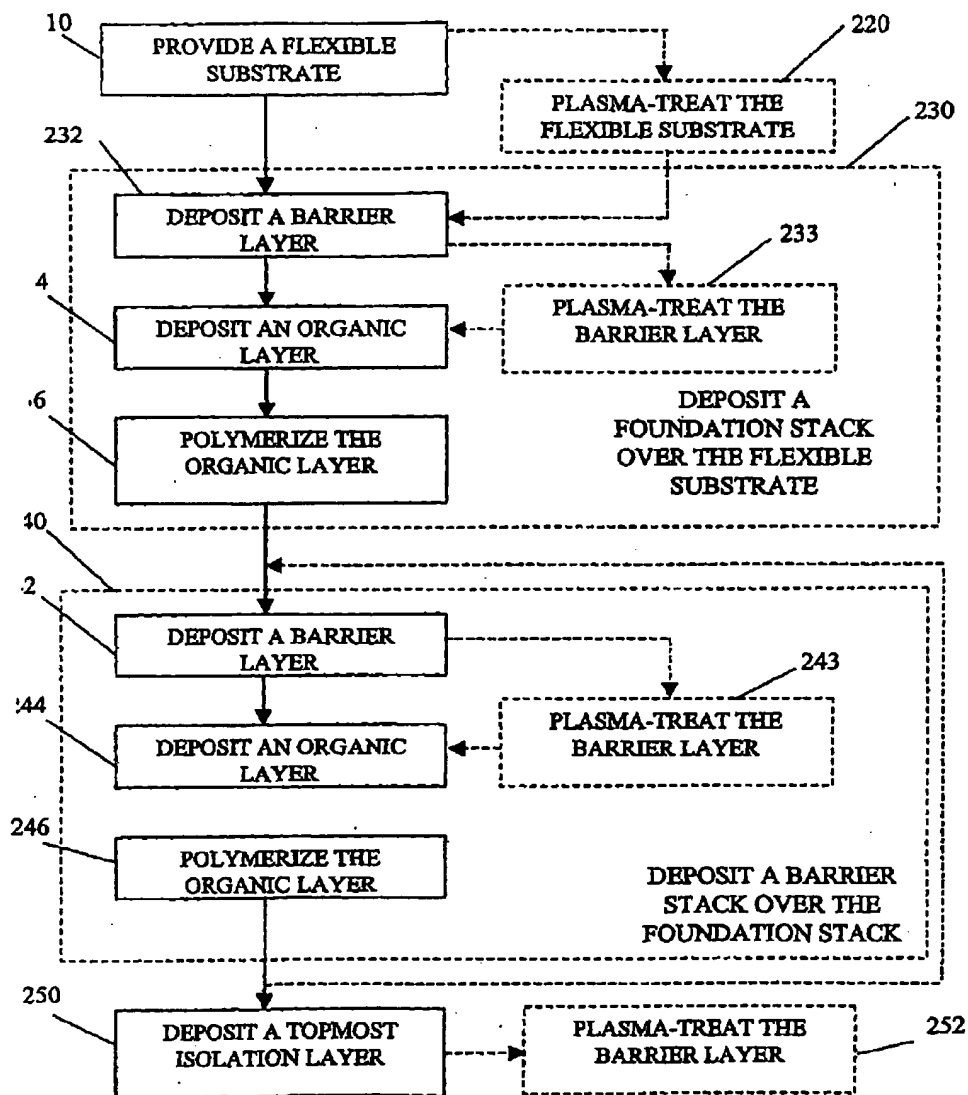 10
PROVIDE A FLEXIBLE
SUBSTRATE
220
PLASMA-TREAT THE
FLEXIBLE SUBSTRATE
230
232
DEPOSIT A BARRIER
LAYER
233
PLASMA-TREAT THE
BARRIER LAYER
4
DEPOSIT AN ORGANIC
LAYER
6
POLYMERIZE THE
ORGANIC LAYER
DEPOSIT A
FOUNDATION STACK
OVER THE FLEXIBLE
SUBSTRATE
40
2
DEPOSIT A BARRIER
LAYER
243
PLASMA-TREAT THE
BARRIER LAYER
244
DEPOSIT AN ORGANIC
LAYER
246
POLYMERIZE THE
ORGANIC LAYER
DEPOSIT A BARRIER
STACK OVER THE
FOUNDATION STACK
250
DEPOSIT A TOPMOST
ISOLATION LAYER
PLASMA-TREAT THE
BARRIER LAYER
252